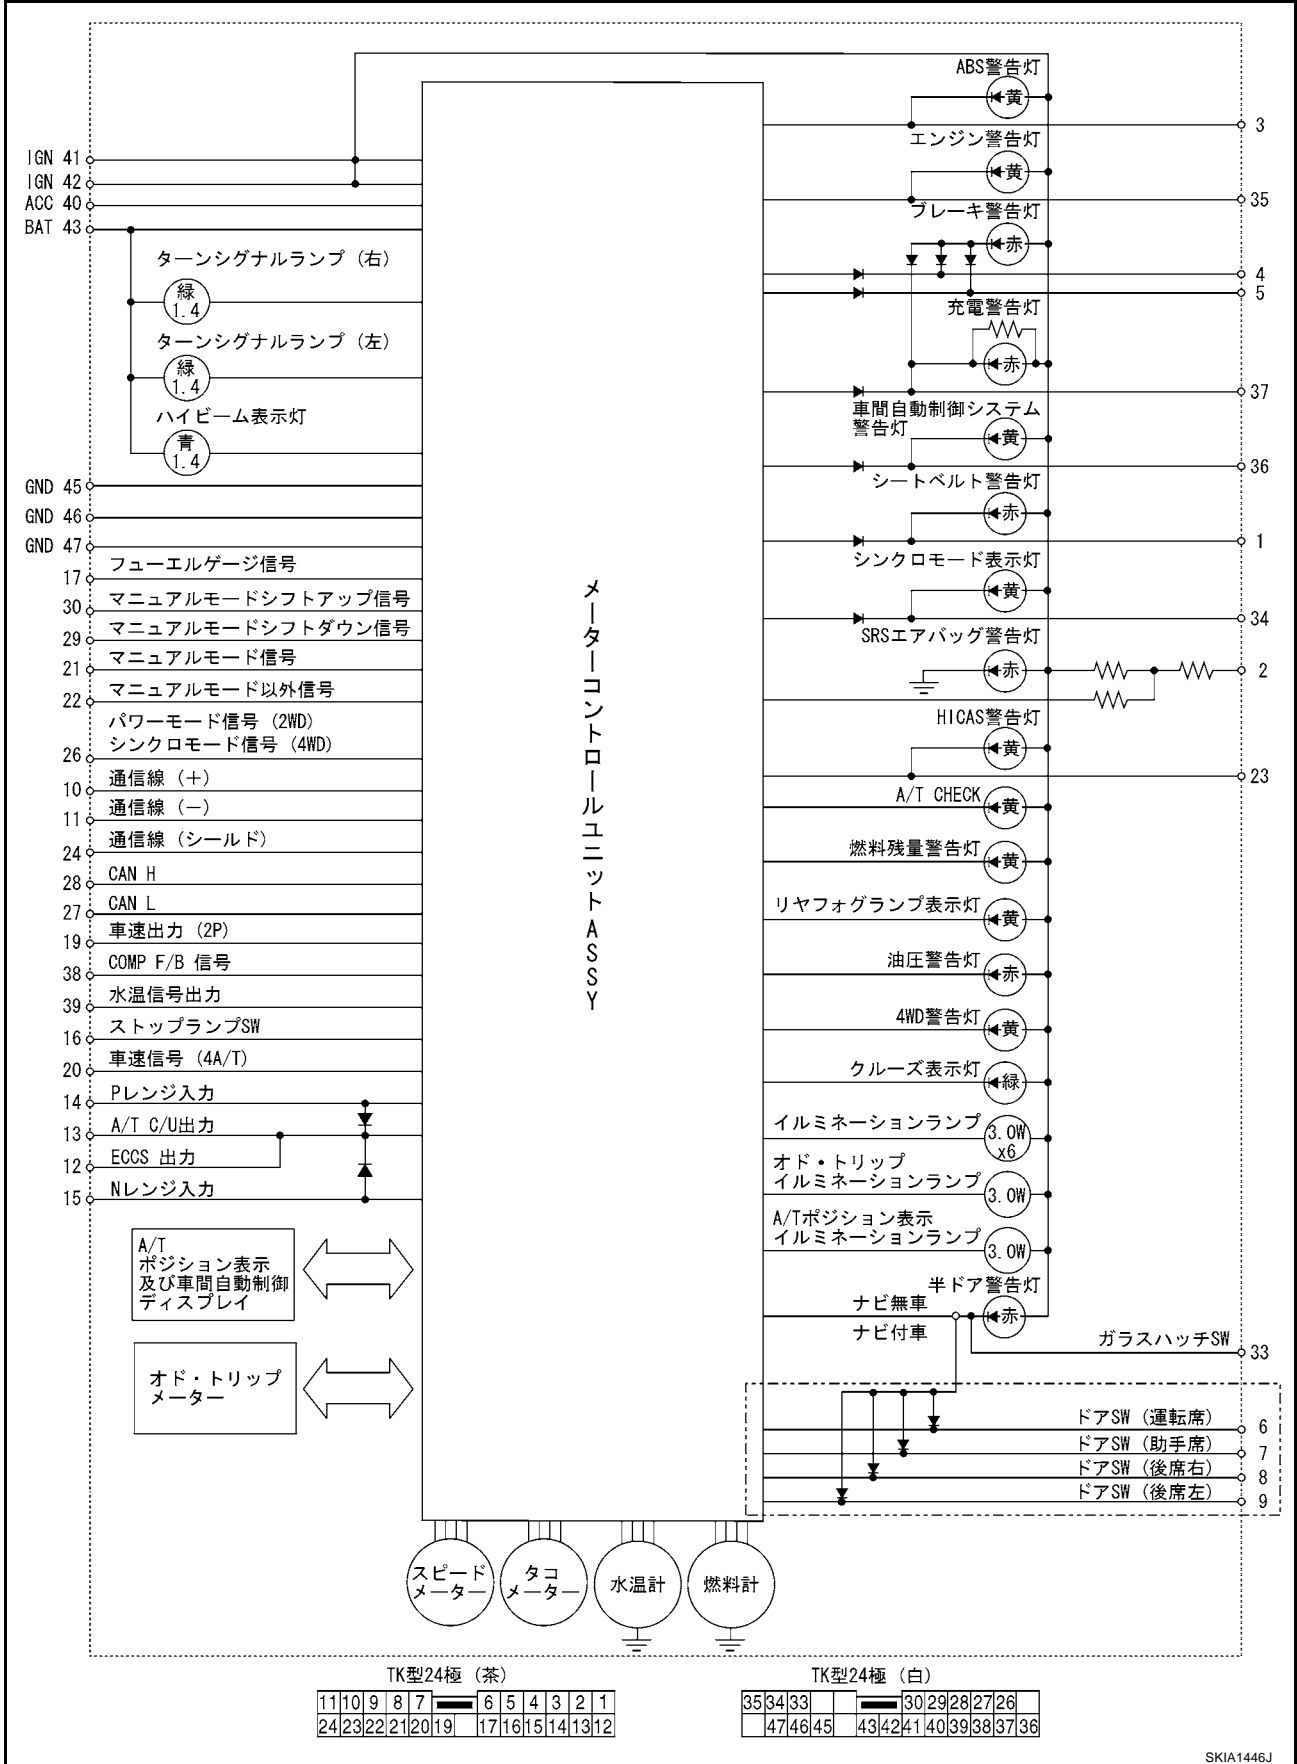 IGN 41
IGN 42
ACC 40
BAT 43
ターンシグナルランプ (右)
緑
1.4
ターンシグナルランプ (左)
緑
1.4
ハイビーム表示灯
青
1.4
GND 45
GND 46
GND 47
フューエルゲージ信号
17
マニュアルモードシフトアップ信号
30
マニュアルモードシフトダウン信号
29
マニュアルモード信号
21
マニュアルモード以外信号
22
パワーモード信号 (2WD)
シンクロモード信号 (4WD)
26
通信線 (+)
10
通信線 (−)
11
通信線 (シールド)
24
CAN H
28
CAN L
27
車速出力 (2P)
19
COMP F/B 信号
38
水温信号出力
39
ストップランプSW
16
車速信号 (4A/T)
20
Pレンジ入力
14
A/T C/U出力
13
ECCS 出力
12
Nレンジ入力
15
A/T
ポジション表示
及び車間自動制御
ディスプレイ
オド・トリップ
メーター
メーターコントロールユニットASSY
ABS警告灯
黄
3
エンジン警告灯
黄
35
ブレーキ警告灯
赤
4
5
充電警告灯
赤
37
車間自動制御システム
警告灯
黄
36
シートベルト警告灯
赤
1
シンクロモード表示灯
黄
34
SRSエアバッグ警告灯
赤
2
HICAS警告灯
黄
23
A/T CHECK
黄
燃料残量警告灯
黄
リヤフォグランプ表示灯
黄
油圧警告灯
赤
4WD警告灯
黄
クルーズ表示灯
緑
イルミネーションランプ
3.0W
x6
オド・トリップ
イルミネーションランプ
3.0W
A/Tポジション表示
イルミネーションランプ
3.0W
半ドア警告灯
赤
ナビ無車
ナビ付車
ガラスハッチSW
33
ドアSW (運転席)
6
ドアSW (助手席)
7
ドアSW (後席右)
8
ドアSW (後席左)
9
スピード
メーター
タコ
メーター
水温計
燃料計
TK型24極 (茶)
11 10 9 8 7 6 5 4 3 2 1
24 23 22 21 20 19 17 16 15 14 13 12
TK型24極 (白)
35 34 33 30 29 28 27 26
47 46 45 43 42 41 40 39 38 37 36
SKIA1446J